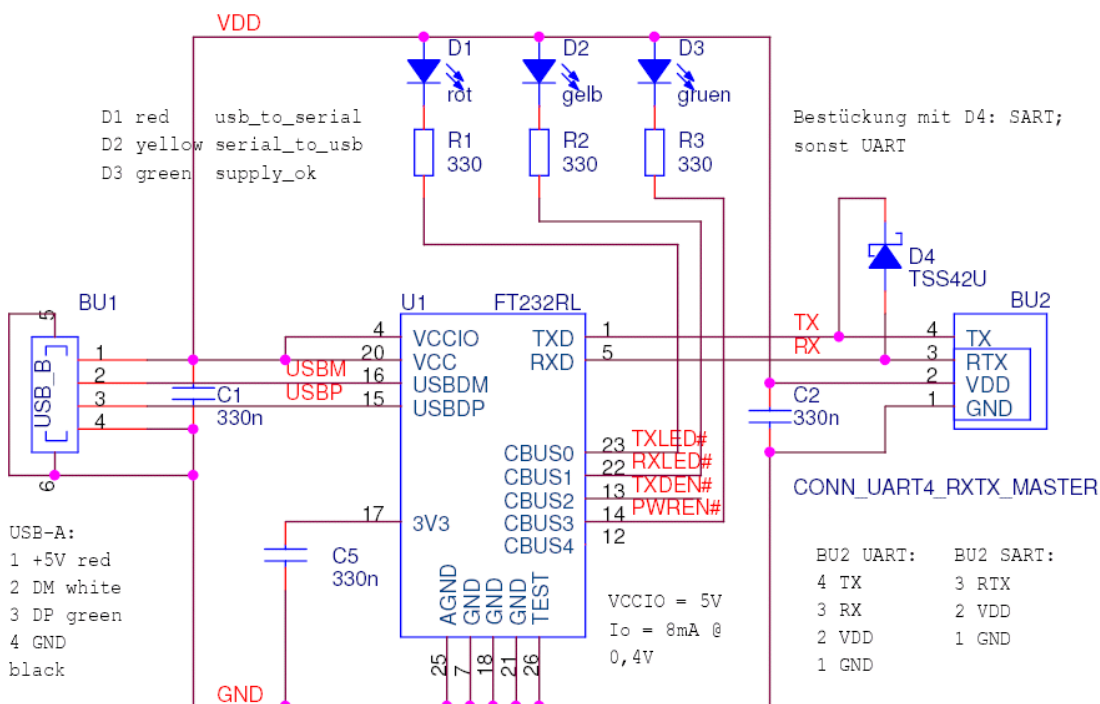 VDD
D1
rot
D2
gelb
D3
gruen
D1 red usb_to_serial
D2 yellow serial_to_usb
D3 green supply_ok
R1
330
R2
330
R3
330
Bestückung mit D4: SART;
sonst UART
D4
TSS42U
BU1
5
USB_B
1
2
3
4
6
C1
330n
USBM
USBP
U1
FT232RL
4 VCCIO
20 VCC
16 USBDM
15 USBDP
17 3V3
TXD 1
RXD 5
CBUS0 23 TXLED#
CBUS1 22 RXLED#
CBUS2 13 TXDEN#
CBUS3 14 PWREN#
CBUS4 12
AGND
GND
GND
GND
TEST
25
7
18
21
26
TX
RX
BU2
4 TX
3 RTX
2 VDD
1 GND
C2
330n
CONN_UART4_RXTX_MASTER
C5
330n
USB-A:
1 +5V red
2 DM white
3 DP green
4 GND
black
VCCIO = 5V
Io = 8mA @
0,4V
BU2 UART:
4 TX
3 RX
2 VDD
1 GND
BU2 SART:
3 RTX
2 VDD
1 GND
GND